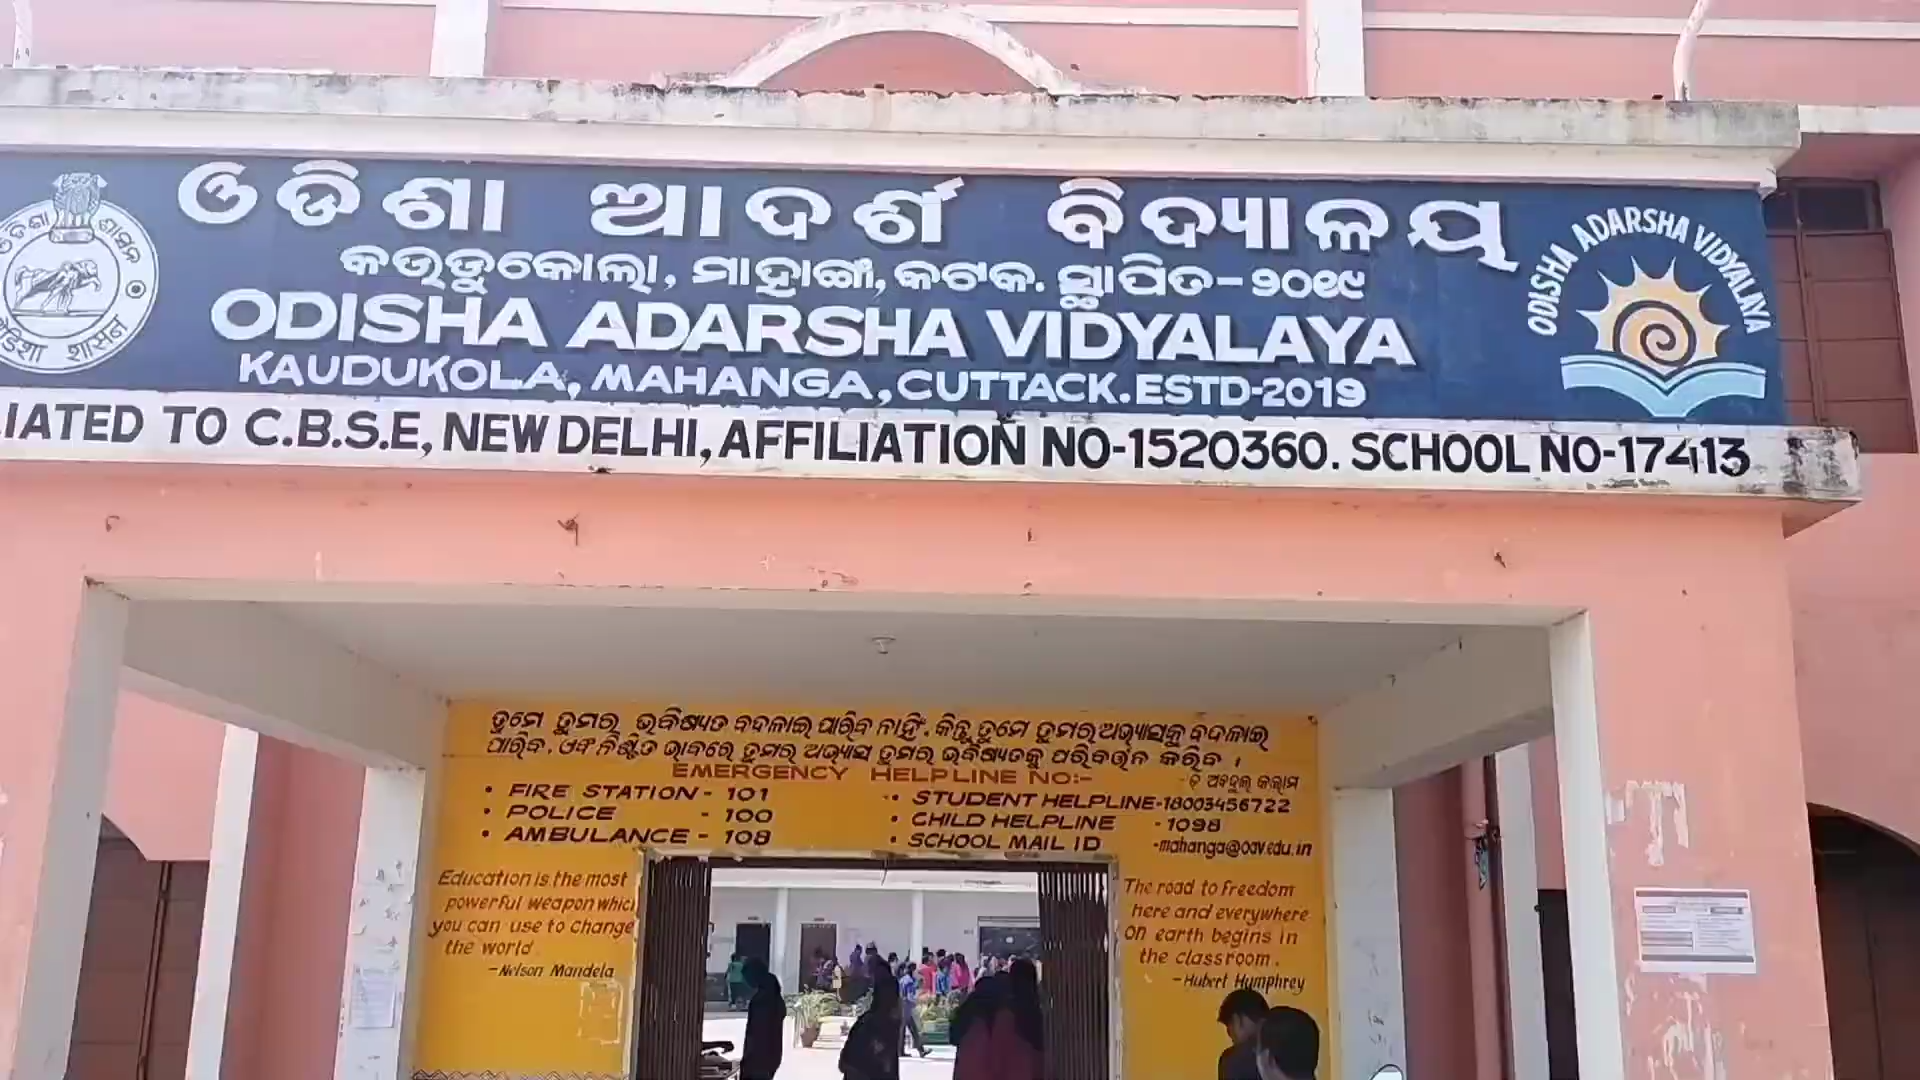 ଓଡିଶା ଆଦର୍ଶ ବିଦ୍ୟାଳୟ
କଉଡୁକୋଲା, ମାହାଙ୍ଗା, କଟକ. ସ୍ଥାପିତ-୨୦୧୯
ODISHA ADARSHA VIDYALAYA
KAUDUKOLA, MAHANGA, CUTTACK. ESTD-2019
ODISHA ADARSHA VIDYALAYA
LIATED TO C.B.S.E, NEW DELHI, AFFILIATION NO-1520360. SCHOOL NO-17413
ତୁମେ ତୁମର ଭବିଷ୍ୟତ ବଦଳାଇ ପାରିବ ନାହିଁ, କିନ୍ତୁ ତୁମେ ତୁମର ଅଭ୍ୟାସକୁ ବଦଳାଇ
ପାରିବ, ଏବଂ ନିଶ୍ଚିତ ଭାବରେ ତୁମର ଅଭ୍ୟାସ ତୁମର ଭବିଷ୍ୟତକୁ ପରିବର୍ତ୍ତନ କରିବ ।
EMERGENCY HELPLINE NO:-
ଅବଦୁଲ କଲାମ
• FIRE STATION - 101
• POLICE - 100
• AMBULANCE - 108
• STUDENT HELPLINE-18003456722
• CHILD HELPLINE - 1098
• SCHOOL MAIL ID -mahanga@oav.edu.in
Education is the most
powerful weapon which
you can use to change
the world.
-Nelson Mandela
The road to freedom
here and everywhere
on earth begins in
the classroom.
-Hubert Humphrey